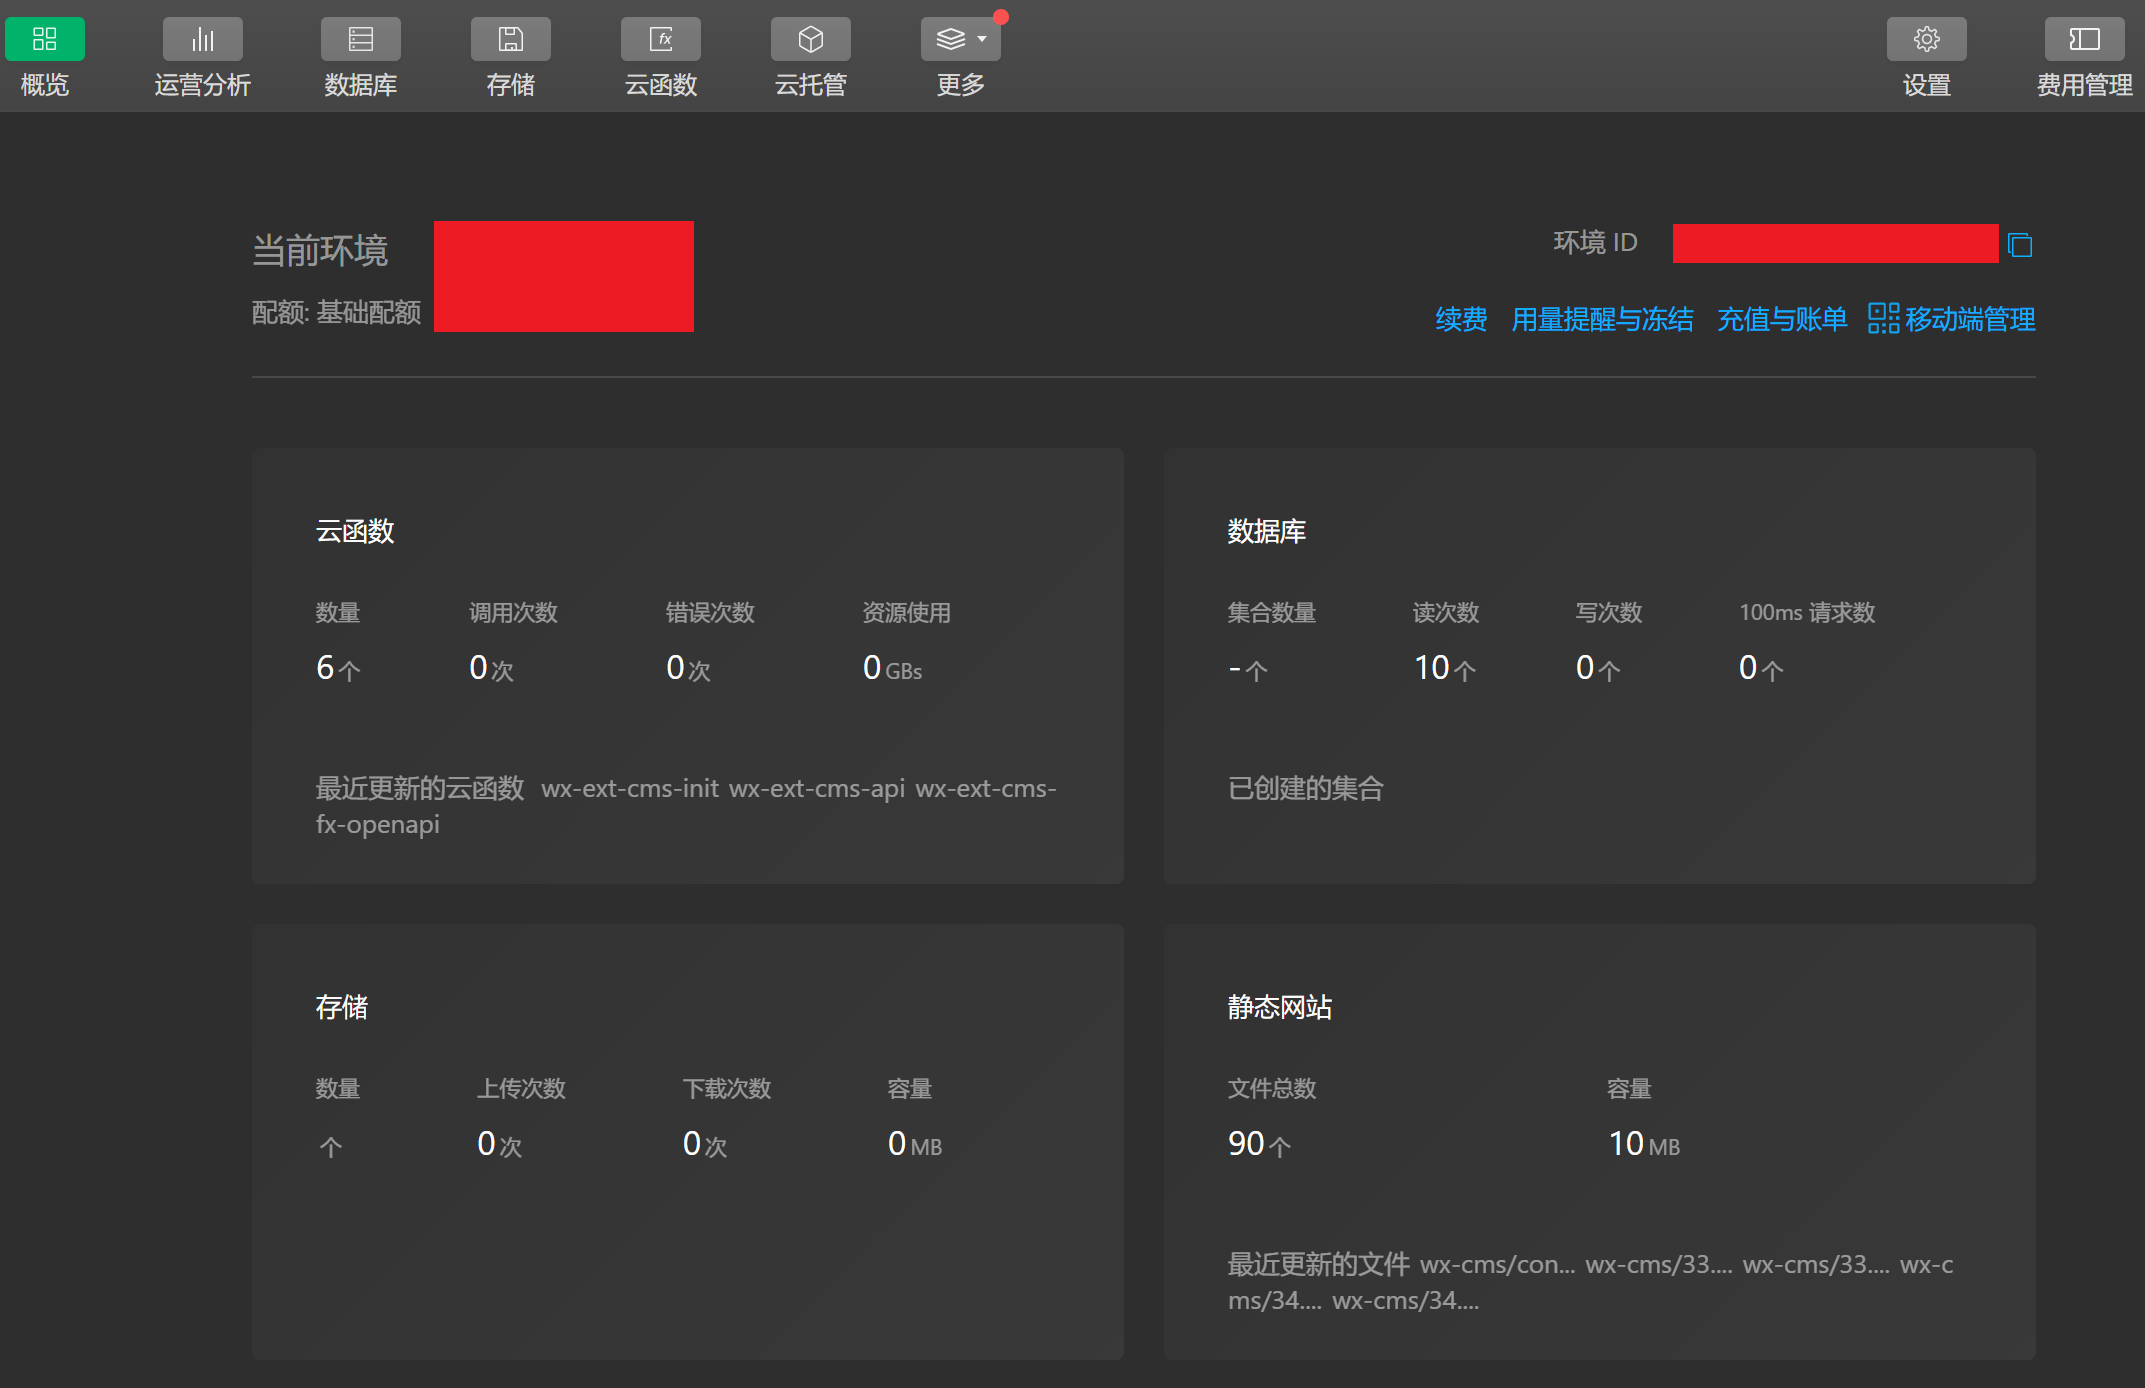 概览 运营分析 数据库 存储 云函数 云托管 更多 设置 费用管理
当前环境
环境 ID
配额: 基础配额
续费 用量提醒与冻结 充值与账单 移动端管理
云函数
数量 调用次数 错误次数 资源使用
6 个 0 次 0 次 0 GBs
最近更新的云函数 wx-ext-cms-init wx-ext-cms-api wx-ext-cms-
fx-openapi
数据库
集合数量 读次数 写次数 100ms 请求数
- 个 10 个 0 个 0 个
已创建的集合
存储
数量 上传次数 下载次数 容量
个 0 次 0 次 0 MB
静态网站
文件总数 容量
90 个 10 MB
最近更新的文件 wx-cms/con... wx-cms/33.... wx-cms/33.... wx-c
ms/34.... wx-cms/34....